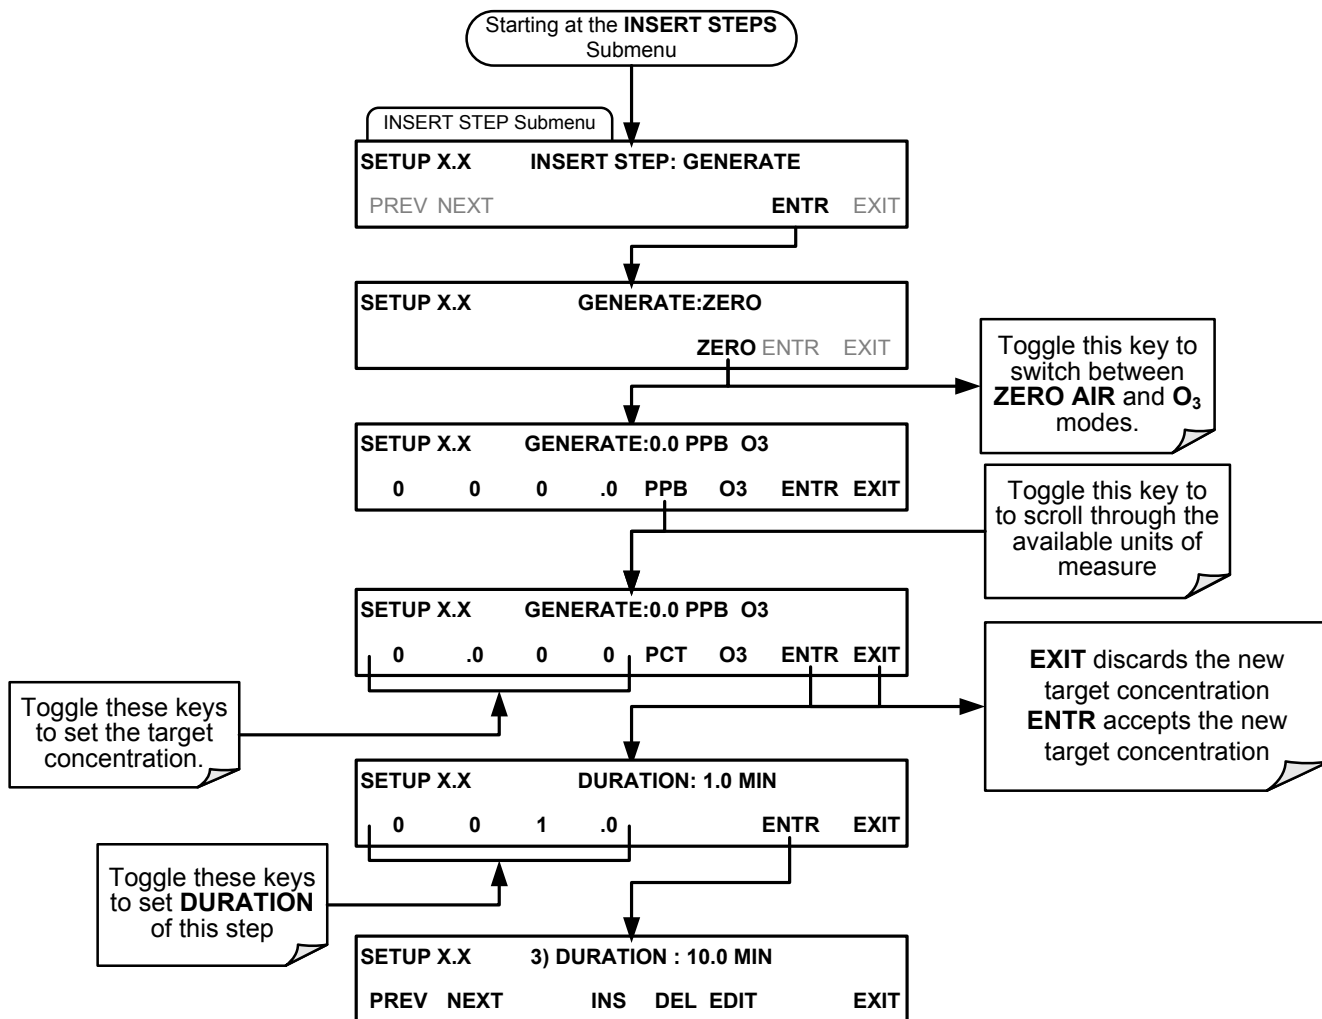 Starting at the INSERT STEPS
Submenu
INSERT STEP Submenu
SETUP X.X INSERT STEP: GENERATE
PREV NEXT ENTR EXIT
SETUP X.X GENERATE:ZERO
ZERO ENTR EXIT
Toggle this key to
switch between
ZERO AIR and O₃
modes.
SETUP X.X GENERATE:0.0 PPB O3
0 0 0 .0 PPB O3 ENTR EXIT
Toggle this key to
to scroll through the
available units of
measure
SETUP X.X GENERATE:0.0 PPB O3
0 .0 0 0 PCT O3 ENTR EXIT
EXIT discards the new
target concentration
ENTR accepts the new
target concentration
Toggle these keys
to set the target
concentration.
SETUP X.X DURATION: 1.0 MIN
0 0 1 .0 ENTR EXIT
Toggle these keys
to set DURATION
of this step
SETUP X.X 3) DURATION : 10.0 MIN
PREV NEXT INS DEL EDIT EXIT